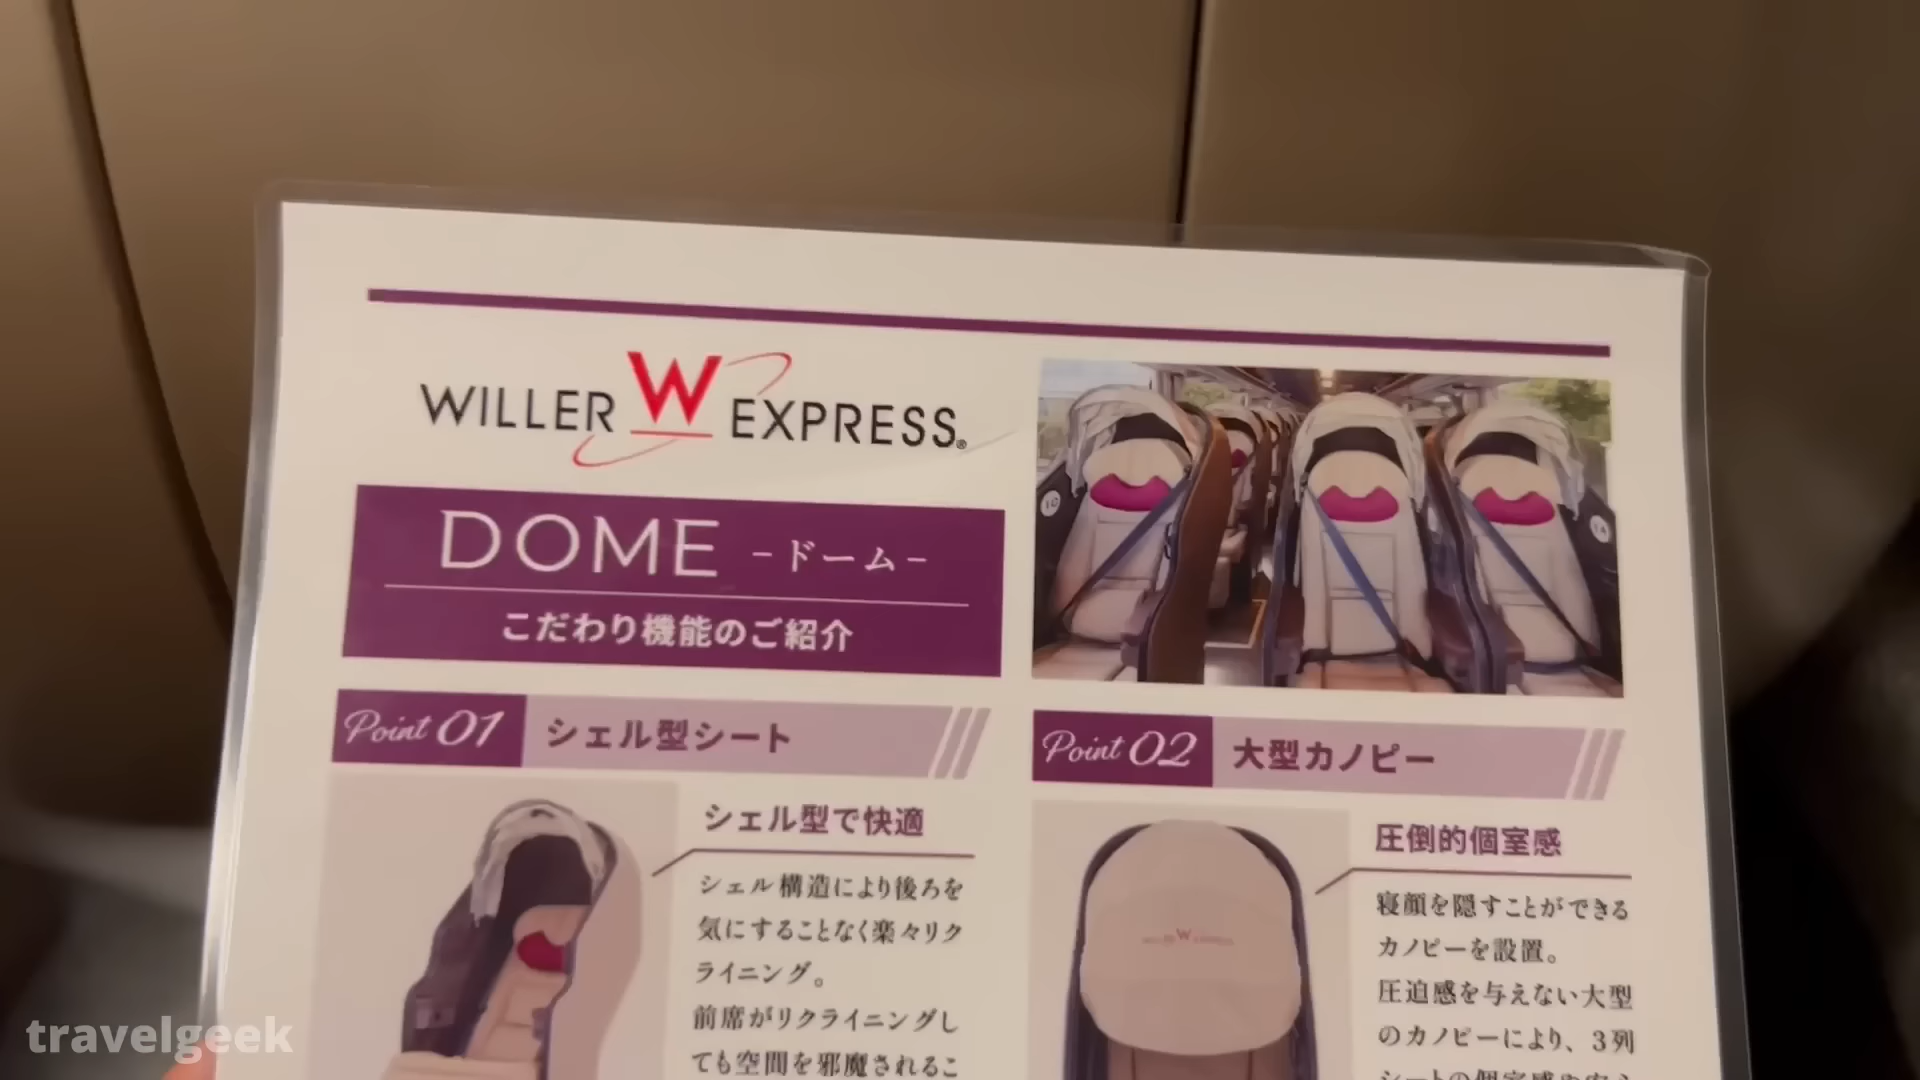 WILLER W EXPRESS®
DOME -ドーム-
こだわり機能のご紹介
Point 01 シェル型シート
シェル型で快適
シェル構造により後ろを
気にすることなく楽々リク
ライニング。
前席がリクライニングし
ても空間を邪魔されるこ
Point 02 大型カノピー
圧倒的個室感
寝顔を隠すことができる
カノピーを設置。
圧迫感を与えない大型
のカノピーにより、3列
WILLER W EXPRESS
travelgeek